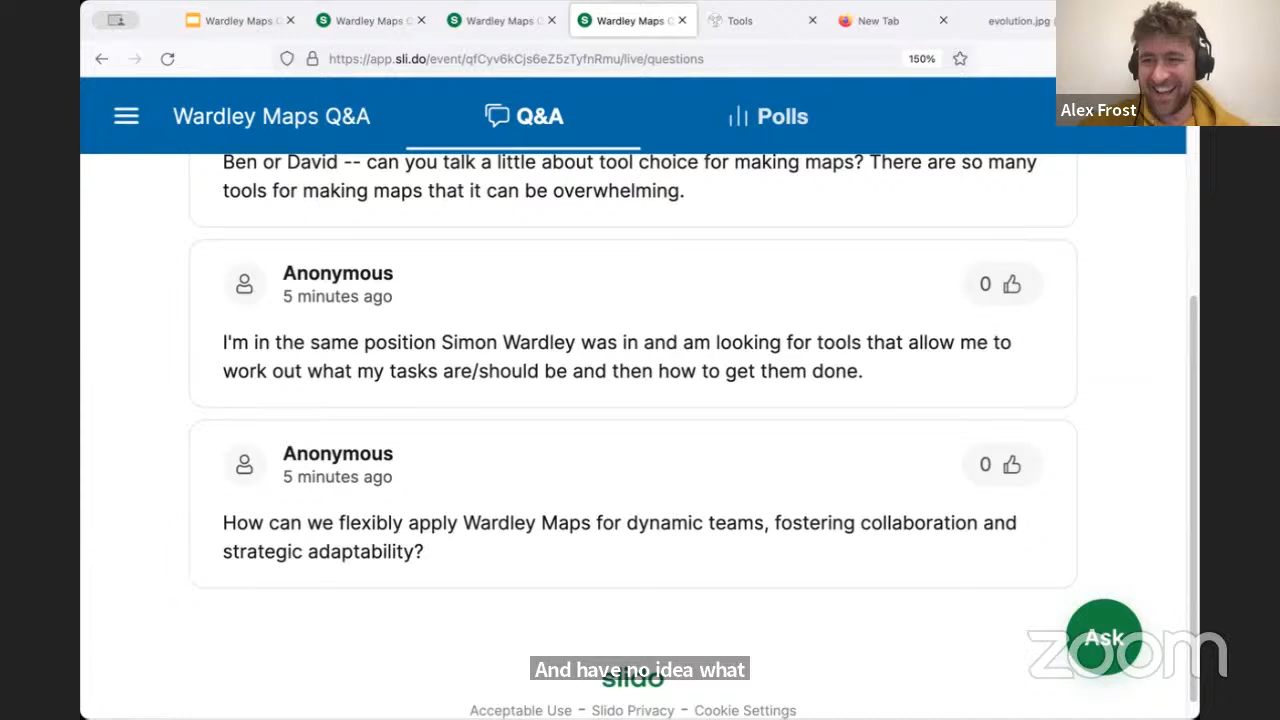 Wardley Maps C
Wardley Maps C
Wardley Maps C
Wardley Maps C
Tools
New Tab
evolution.jpg
https://app.sli.do/event/qfCyv6kCjs6eZ5zTyfnRmu/live/questions
150%
Alex Frost
Wardley Maps Q&A
Q&A
Polls
Ben or David -- can you talk a little about tool choice for making maps? There are so many
tools for making maps that it can be overwhelming.
Anonymous
5 minutes ago
0
I'm in the same position Simon Wardley was in and am looking for tools that allow me to
work out what my tasks are/should be and then how to get them done.
Anonymous
5 minutes ago
0
How can we flexibly apply Wardley Maps for dynamic teams, fostering collaboration and
strategic adaptability?
Ask
zoom
And have no idea what
slido
Acceptable Use - Slido Privacy - Cookie Settings